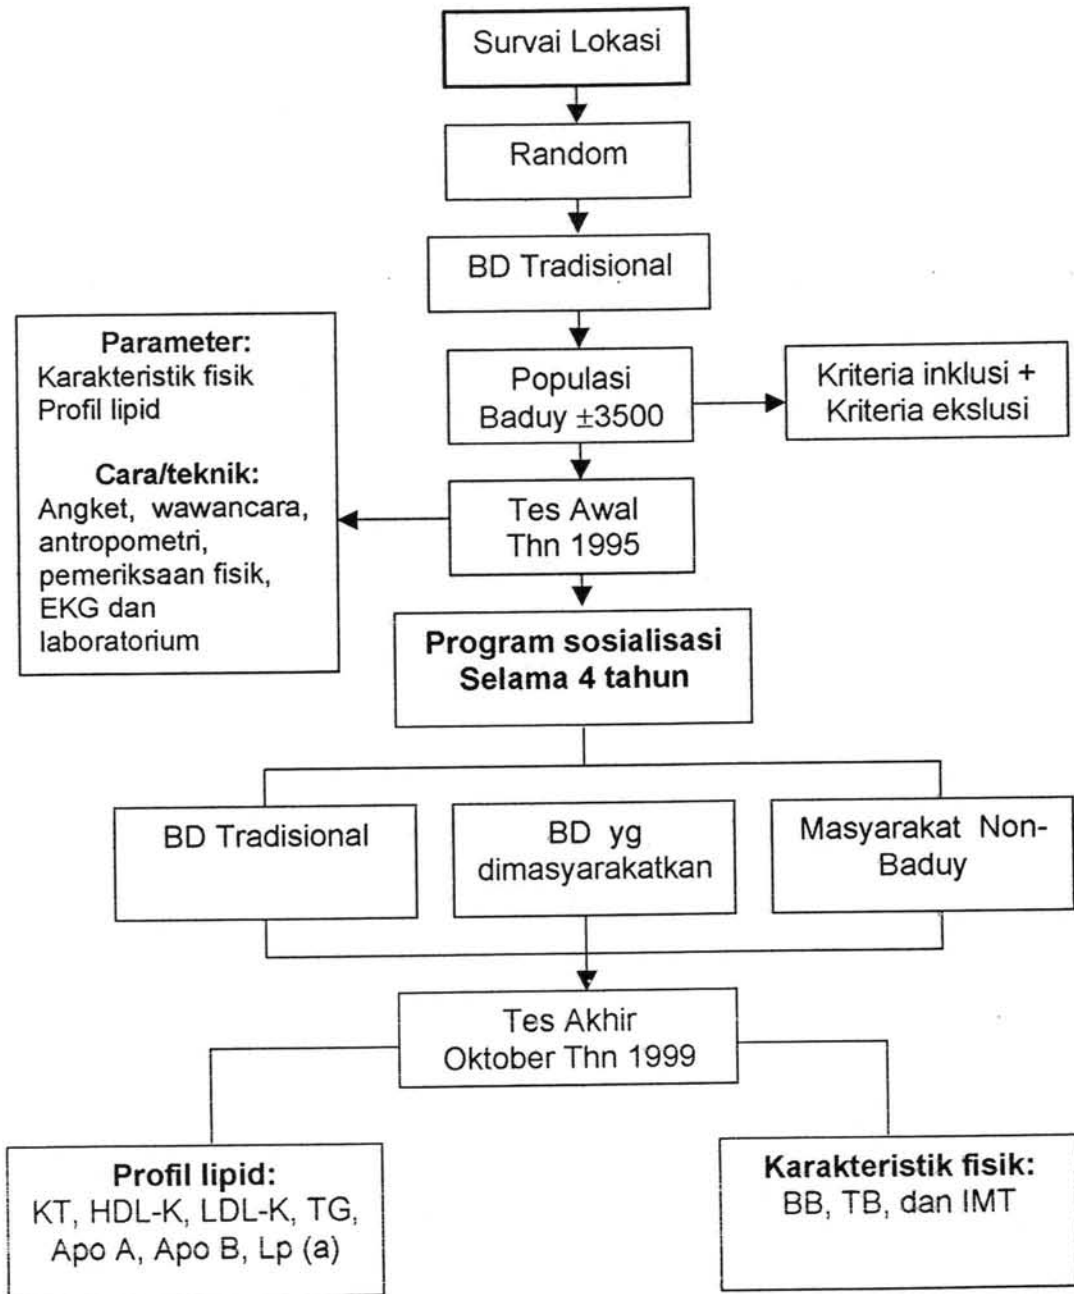 Survai Lokasi
Random
BD Tradisional
Populasi
Baduy ±3500
Kriteria inklusi +
Kriteria ekslusi
Parameter:
Karakteristik fisik
Profil lipid
Cara/teknik:
Angket, wawancara,
antropometri,
pemeriksaan fisik,
EKG dan
laboratorium
Tes Awal
Thn 1995
Program sosialisasi
Selama 4 tahun
BD Tradisional
BD yg
dimasyarakatkan
Masyarakat Non-
Baduy
Tes Akhir
Oktober Thn 1999
Profil lipid:
KT, HDL-K, LDL-K, TG,
Apo A, Apo B, Lp (a)
Karakteristik fisik:
BB, TB, dan IMT